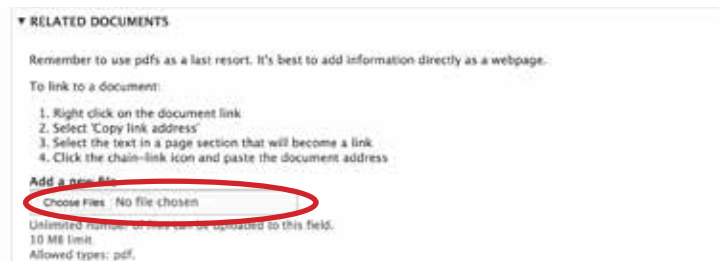 ▼ RELATED DOCUMENTS
Remember to use pdfs as a last resort. It's best to add information directly as a webpage.
To link to a document:
1. Right click on the document link
2. Select 'Copy link address'
3. Select the text in a page section that will become a link
4. Click the chain-link icon and paste the document address
Add a new file
Choose Files No file chosen
Unlimited number of files can be uploaded to this field.
10 MB limit.
Allowed types: pdf.